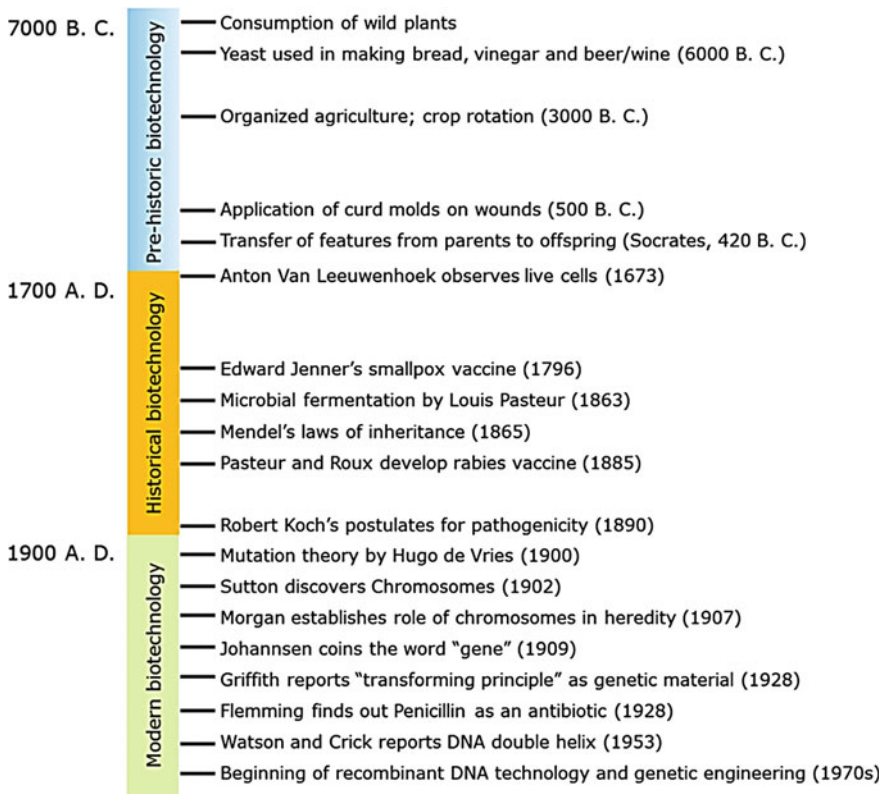 7000 B. C.
Pre-historic biotechnology
Consumption of wild plants
Yeast used in making bread, vinegar and beer/wine (6000 B. C.)
Organized agriculture; crop rotation (3000 B. C.)
Application of curd molds on wounds (500 B. C.)
Transfer of features from parents to offspring (Socrates, 420 B. C.)
1700 A. D.
Historical biotechnology
Anton Van Leeuwenhoek observes live cells (1673)
Edward Jenner's smallpox vaccine (1796)
Microbial fermentation by Louis Pasteur (1863)
Mendel's laws of inheritance (1865)
Pasteur and Roux develop rabies vaccine (1885)
Robert Koch's postulates for pathogenicity (1890)
1900 A. D.
Modern biotechnology
Mutation theory by Hugo de Vries (1900)
Sutton discovers Chromosomes (1902)
Morgan establishes role of chromosomes in heredity (1907)
Johannsen coins the word "gene" (1909)
Griffith reports "transforming principle" as genetic material (1928)
Flemming finds out Penicillin as an antibiotic (1928)
Watson and Crick reports DNA double helix (1953)
Beginning of recombinant DNA technology and genetic engineering (1970s)